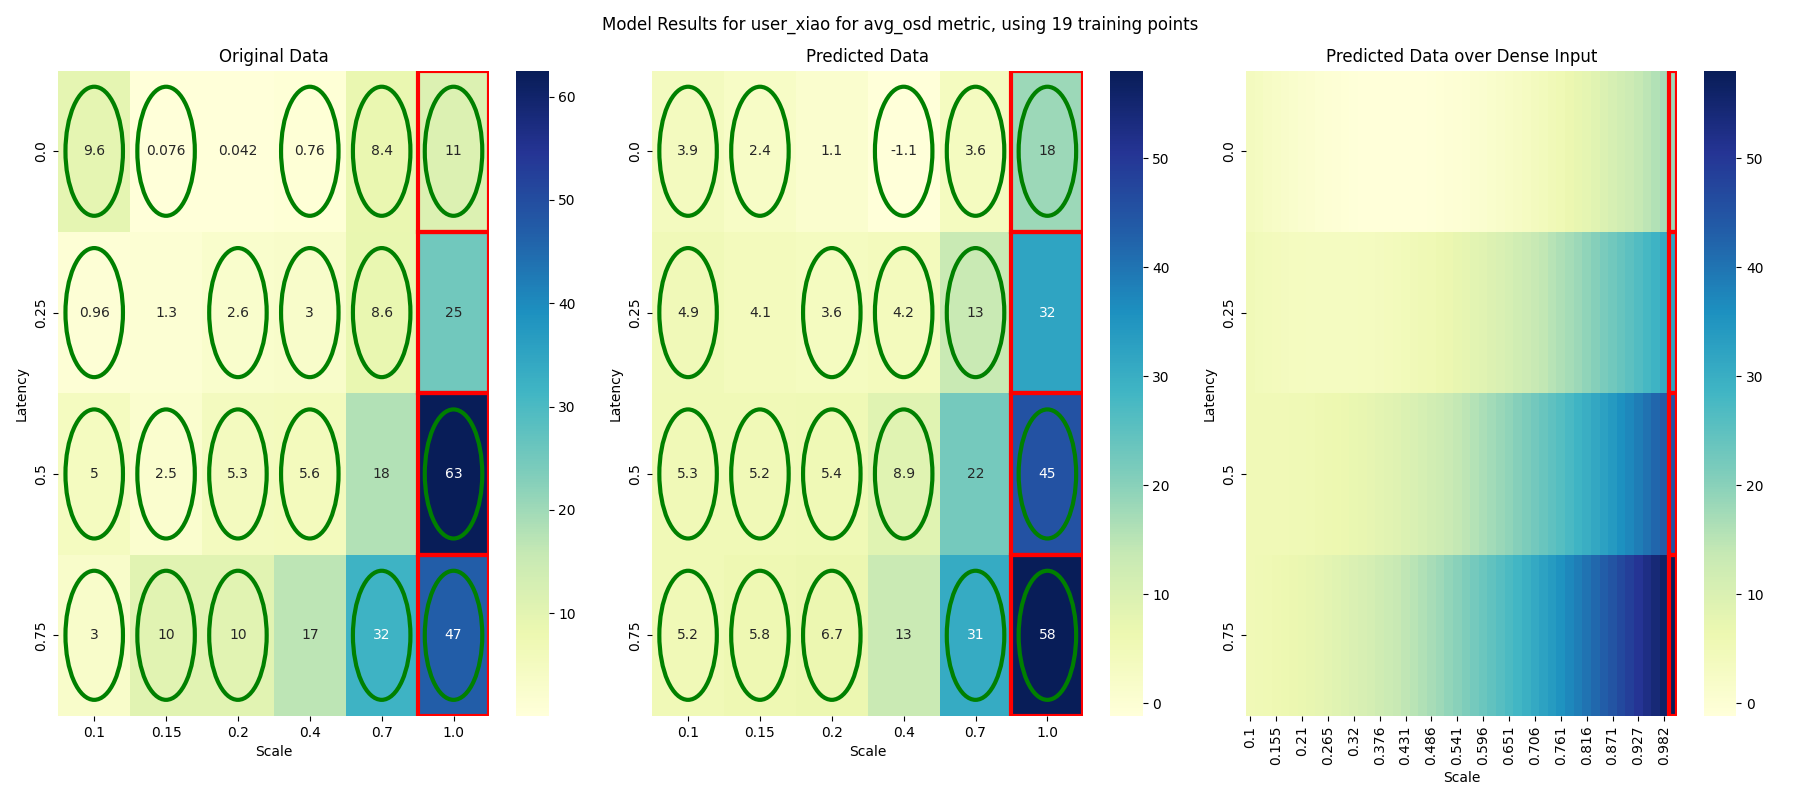 Model Results for user_xiao for avg_osd metric, using 19 training points
Original Data
Latency
0.0
9.6 0.076 0.042 0.76 8.4 11
0.25
0.96 1.3 2.6 3 8.6 25
0.5
5 2.5 5.3 5.6 18 63
0.75
3 10 10 17 32 47
0.1 0.15 0.2 0.4 0.7 1.0
Scale
60
50
40
30
20
10
Predicted Data
Latency
0.0
3.9 2.4 1.1 -1.1 3.6 18
0.25
4.9 4.1 3.6 4.2 13 32
0.5
5.3 5.2 5.4 8.9 22 45
0.75
5.2 5.8 6.7 13 31 58
0.1 0.15 0.2 0.4 0.7 1.0
Scale
50
40
30
20
10
0
Predicted Data over Dense Input
Latency
0.0
0.25
0.5
0.75
0.1 0.155 0.21 0.265 0.32 0.376 0.431 0.486 0.541 0.596 0.651 0.706 0.761 0.816 0.871 0.927 0.982
Scale
50
40
30
20
10
0